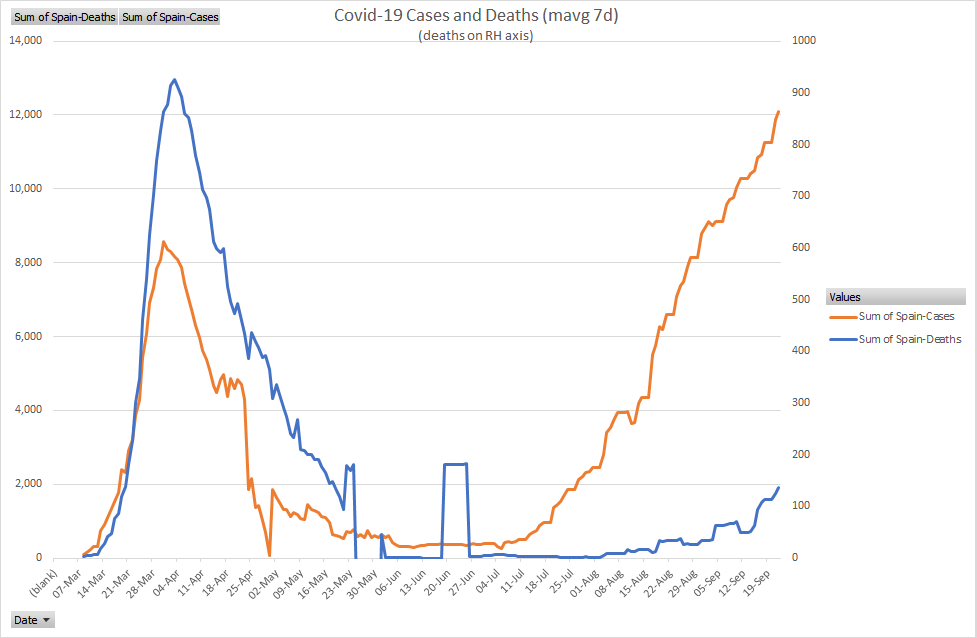 Sum of Spain-Deaths Sum of Spain-Cases
Covid-19 Cases and Deaths (mavg 7d)
(deaths on RH axis)
14,000
12,000
10,000
8,000
6,000
4,000
2,000
0
1000
900
800
700
600
500
400
300
200
100
0
Values
Sum of Spain-Cases
Sum of Spain-Deaths
(blank)
07-Mar
14-Mar
21-Mar
28-Mar
04-Apr
11-Apr
18-Apr
25-Apr
02-May
09-May
16-May
23-May
30-May
06-Jun
13-Jun
20-Jun
27-Jun
04-Jul
11-Jul
18-Jul
25-Jul
01-Aug
08-Aug
15-Aug
22-Aug
29-Aug
05-Sep
12-Sep
19-Sep
Date